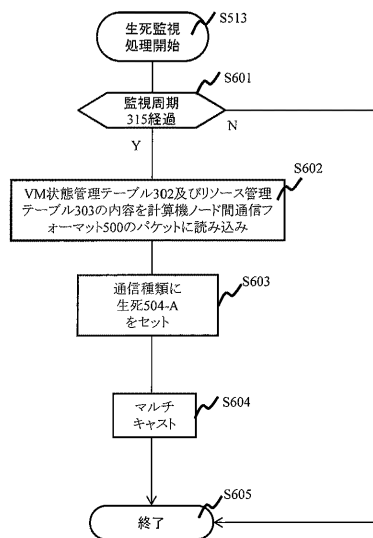 生死監視
処理開始
S513
S601
監視周期
315経過
N
Y
S602
VM状態管理テーブル302及びリソース管理
テーブル303の内容を計算機ノード間通信フ
ォーマット500のパケットに読み込み
S603
通信種類に
生死504-A
をセット
S604
マルチ
キャスト
S605
終了